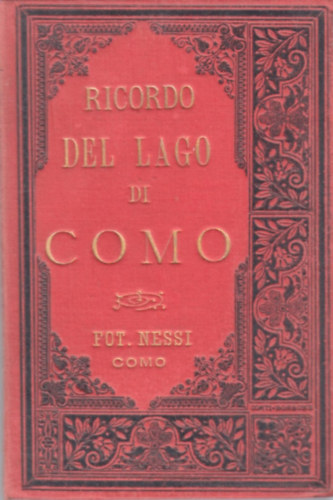 RICORDO
DEL LAGO
DI
COMO
FOT. NESSI
COMO